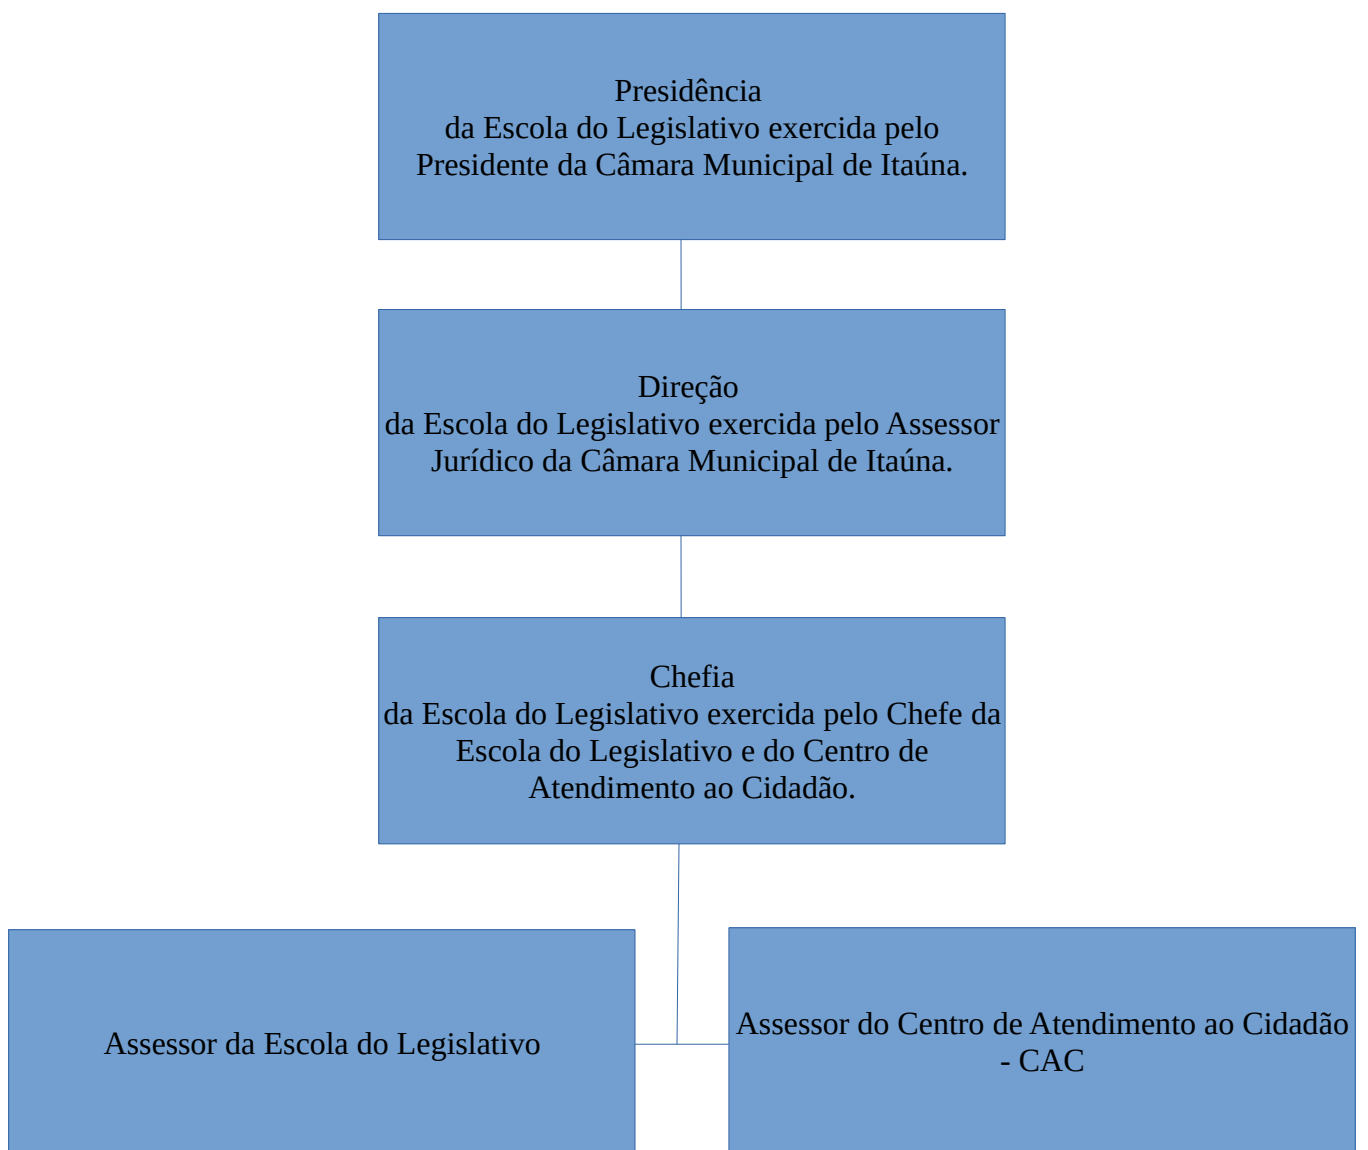 Presidência
da Escola do Legislativo exercida pelo
Presidente da Câmara Municipal de Itaúna.
Direção
da Escola do Legislativo exercida pelo Assessor
Jurídico da Câmara Municipal de Itaúna.
Chefia
da Escola do Legislativo exercida pelo Chefe da
Escola do Legislativo e do Centro de
Atendimento ao Cidadão.
Assessor da Escola do Legislativo
Assessor do Centro de Atendimento ao Cidadão
- CAC